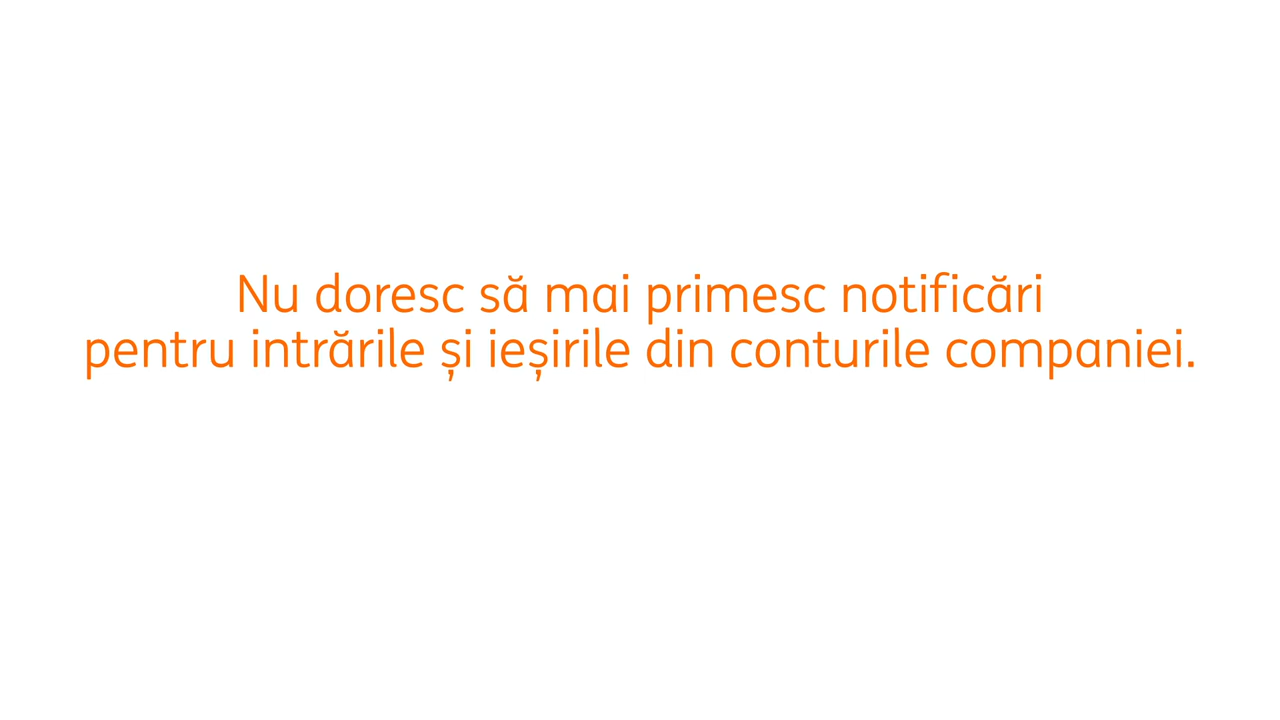 Nu doresc să mai primesc notificări
pentru intrările și ieșirile din conturile companiei.